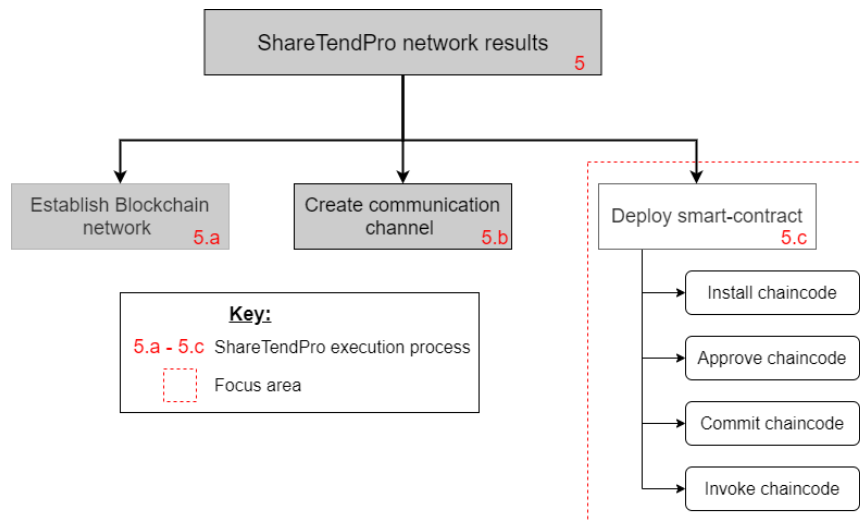 ShareTendPro network results
5
Establish Blockchain
network
5.a
Create communication
channel
5.b
Deploy smart-contract
5.c
Install chaincode
Approve chaincode
Commit chaincode
Invoke chaincode
Key:
5.a - 5.c ShareTendPro execution process
Focus area